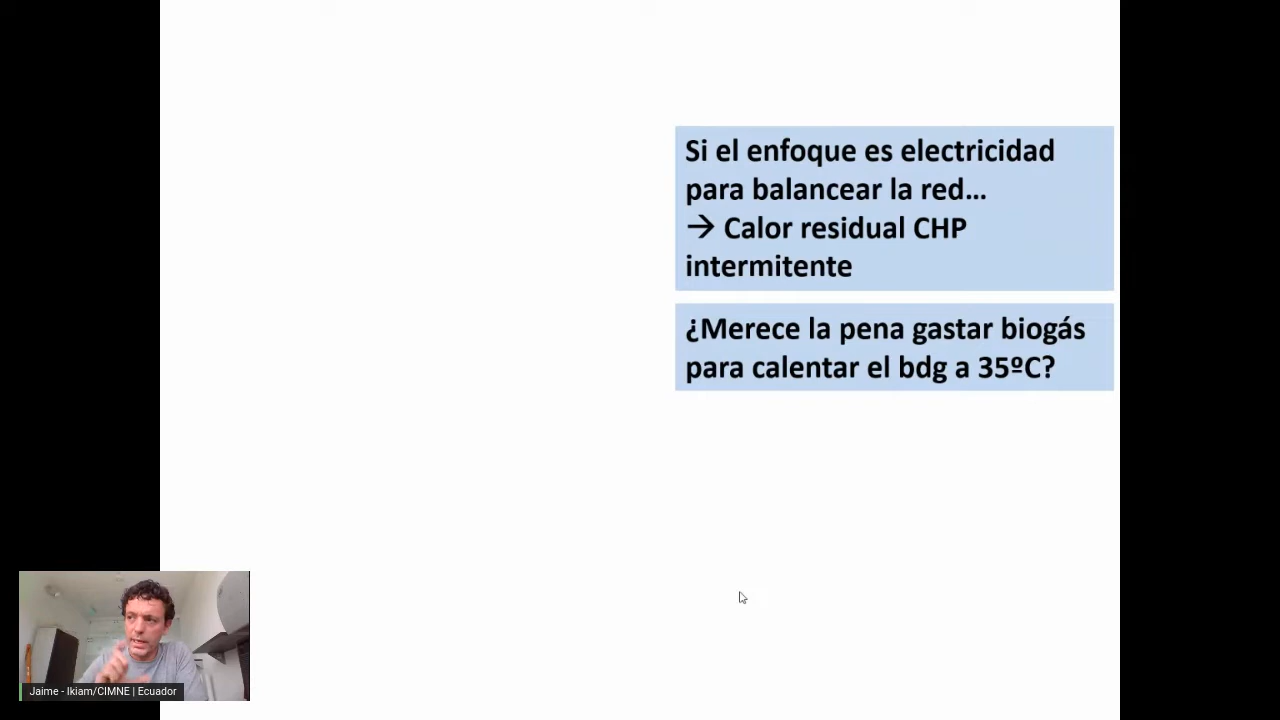 Si el enfoque es electricidad
para balancear la red...
→ Calor residual CHP
intermitente
¿Merece la pena gastar biogás
para calentar el bdg a 35ºC?
Jaime - Ikiam/CIMNE | Ecuador